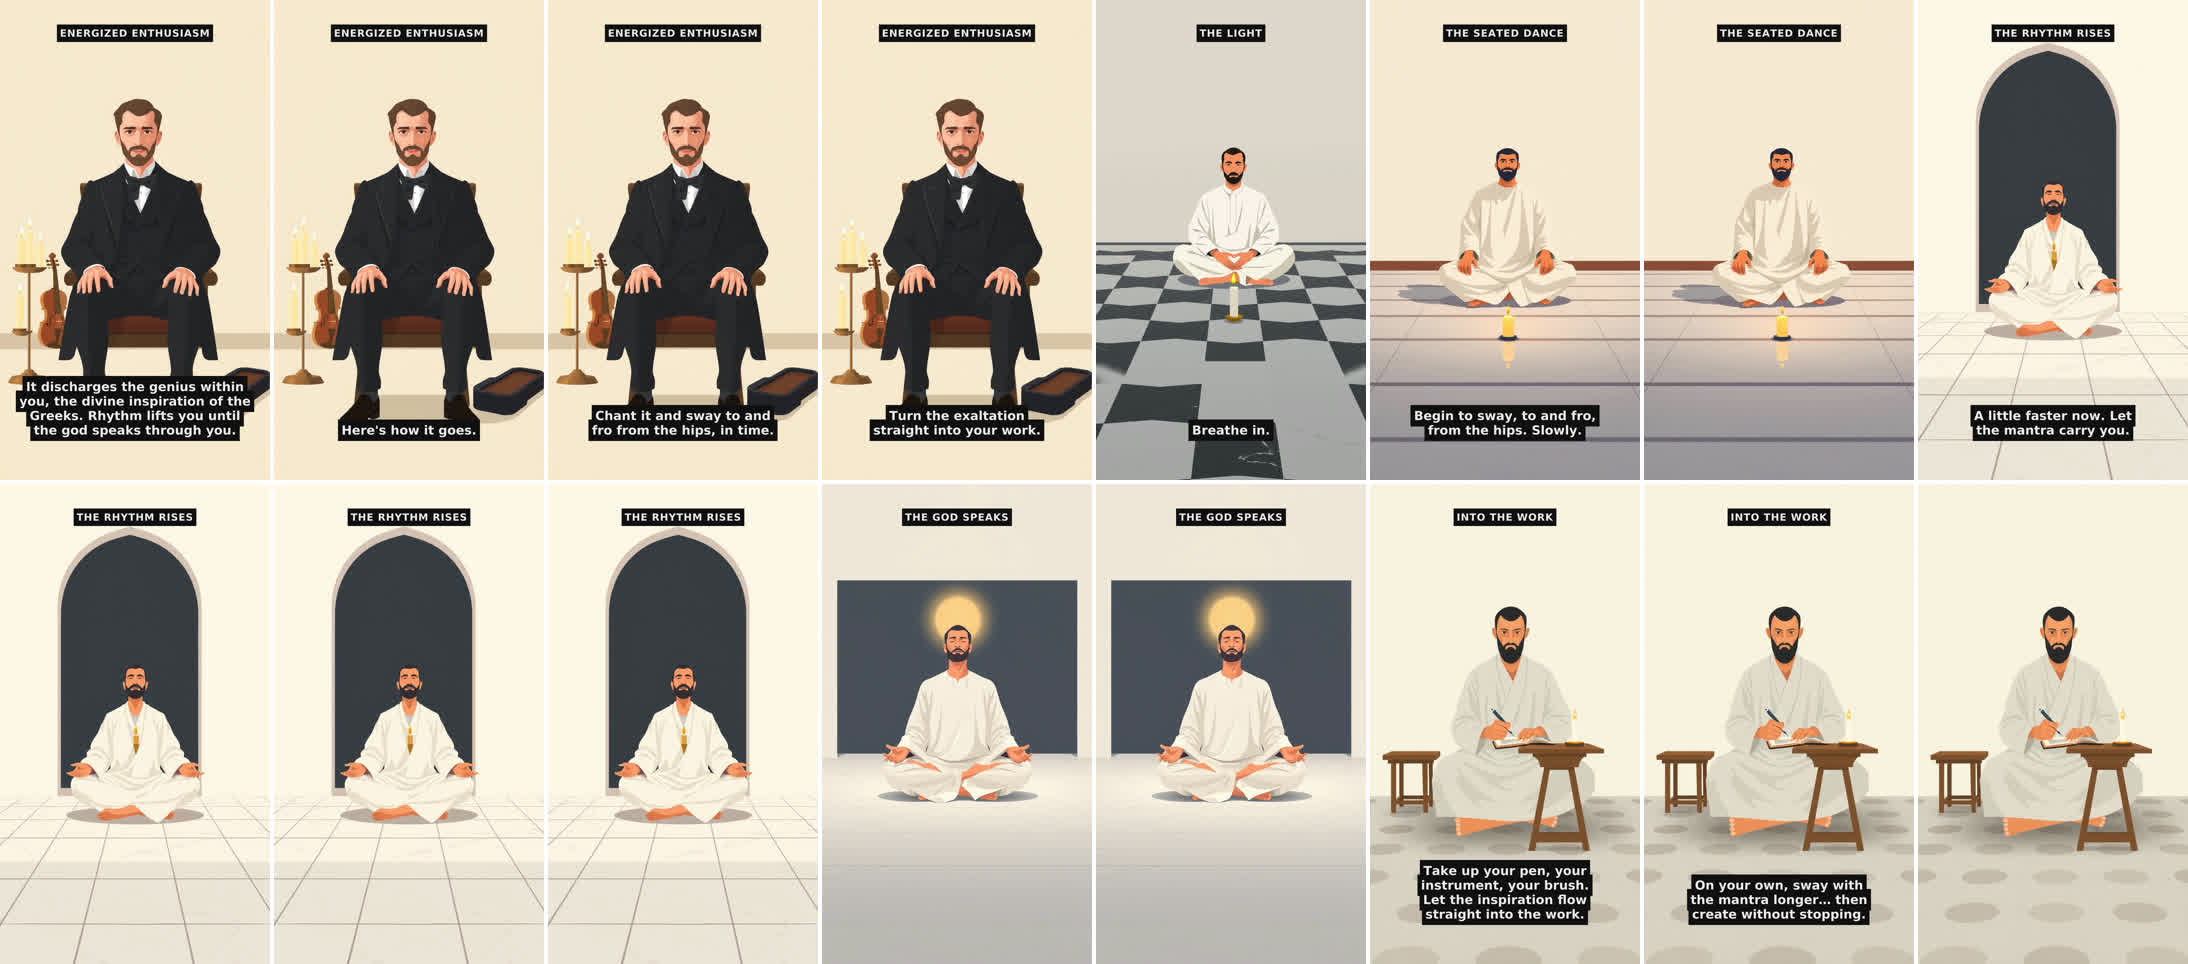 ENERGIZED ENTHUSIASM
It discharges the genius within
you, the divine inspiration of the
Greeks. Rhythm lifts you until
the god speaks through you.
ENERGIZED ENTHUSIASM
Here's how it goes.
ENERGIZED ENTHUSIASM
Chant it and sway to and
fro from the hips, in time.
ENERGIZED ENTHUSIASM
Turn the exaltation
straight into your work.
THE LIGHT
Breathe in.
THE SEATED DANCE
Begin to sway, to and fro,
from the hips. Slowly.
THE SEATED DANCE
THE RHYTHM RISES
A little faster now. Let
the mantra carry you.
THE RHYTHM RISES
THE RHYTHM RISES
THE RHYTHM RISES
THE GOD SPEAKS
THE GOD SPEAKS
INTO THE WORK
Take up your pen, your
instrument, your brush.
Let the inspiration flow
straight into the work.
INTO THE WORK
On your own, sway with
the mantra longer… then
create without stopping.